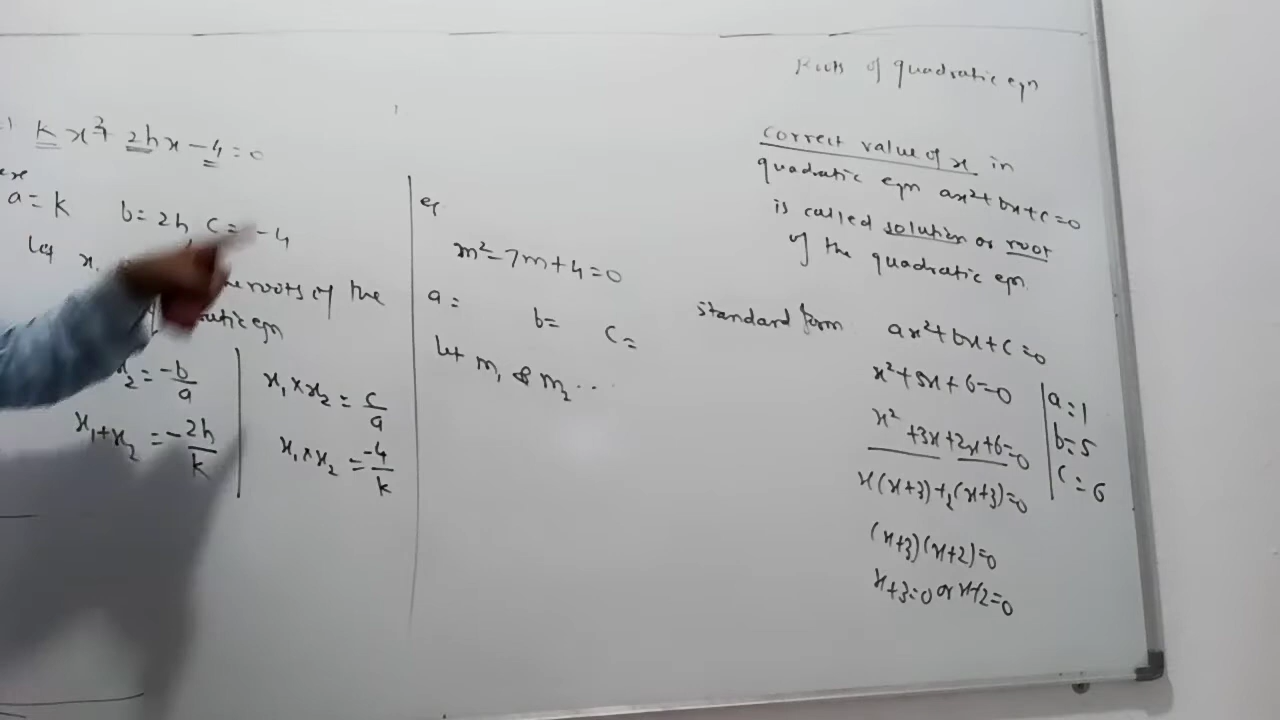 k x² + 2hx - 4 = 0
a = k b = 2h c = -4
Let x₁
the roots of the
eqn
x₂ = -b/a
x₁+x₂ = -2h/k
x₁ × x₂ = c/a
x₁ × x₂ = -4/k
eg
m² - 7m + 4 = 0
a = b = c =
Let m₁ & m₂ ...
Roots of quadratic eqn
correct value of x in
quadratic eqn ax² + bx + c = 0
is called solution or root
of the quadratic eqn.
Standard form ax² + bx + c = 0
x² + 5x + 6 = 0
x² + 3x + 2x + 6 = 0
x(x+3) + 2(x+3) = 0
(x+3)(x+2) = 0
x+3=0 or x+2=0
a = 1
b = 5
c = 6